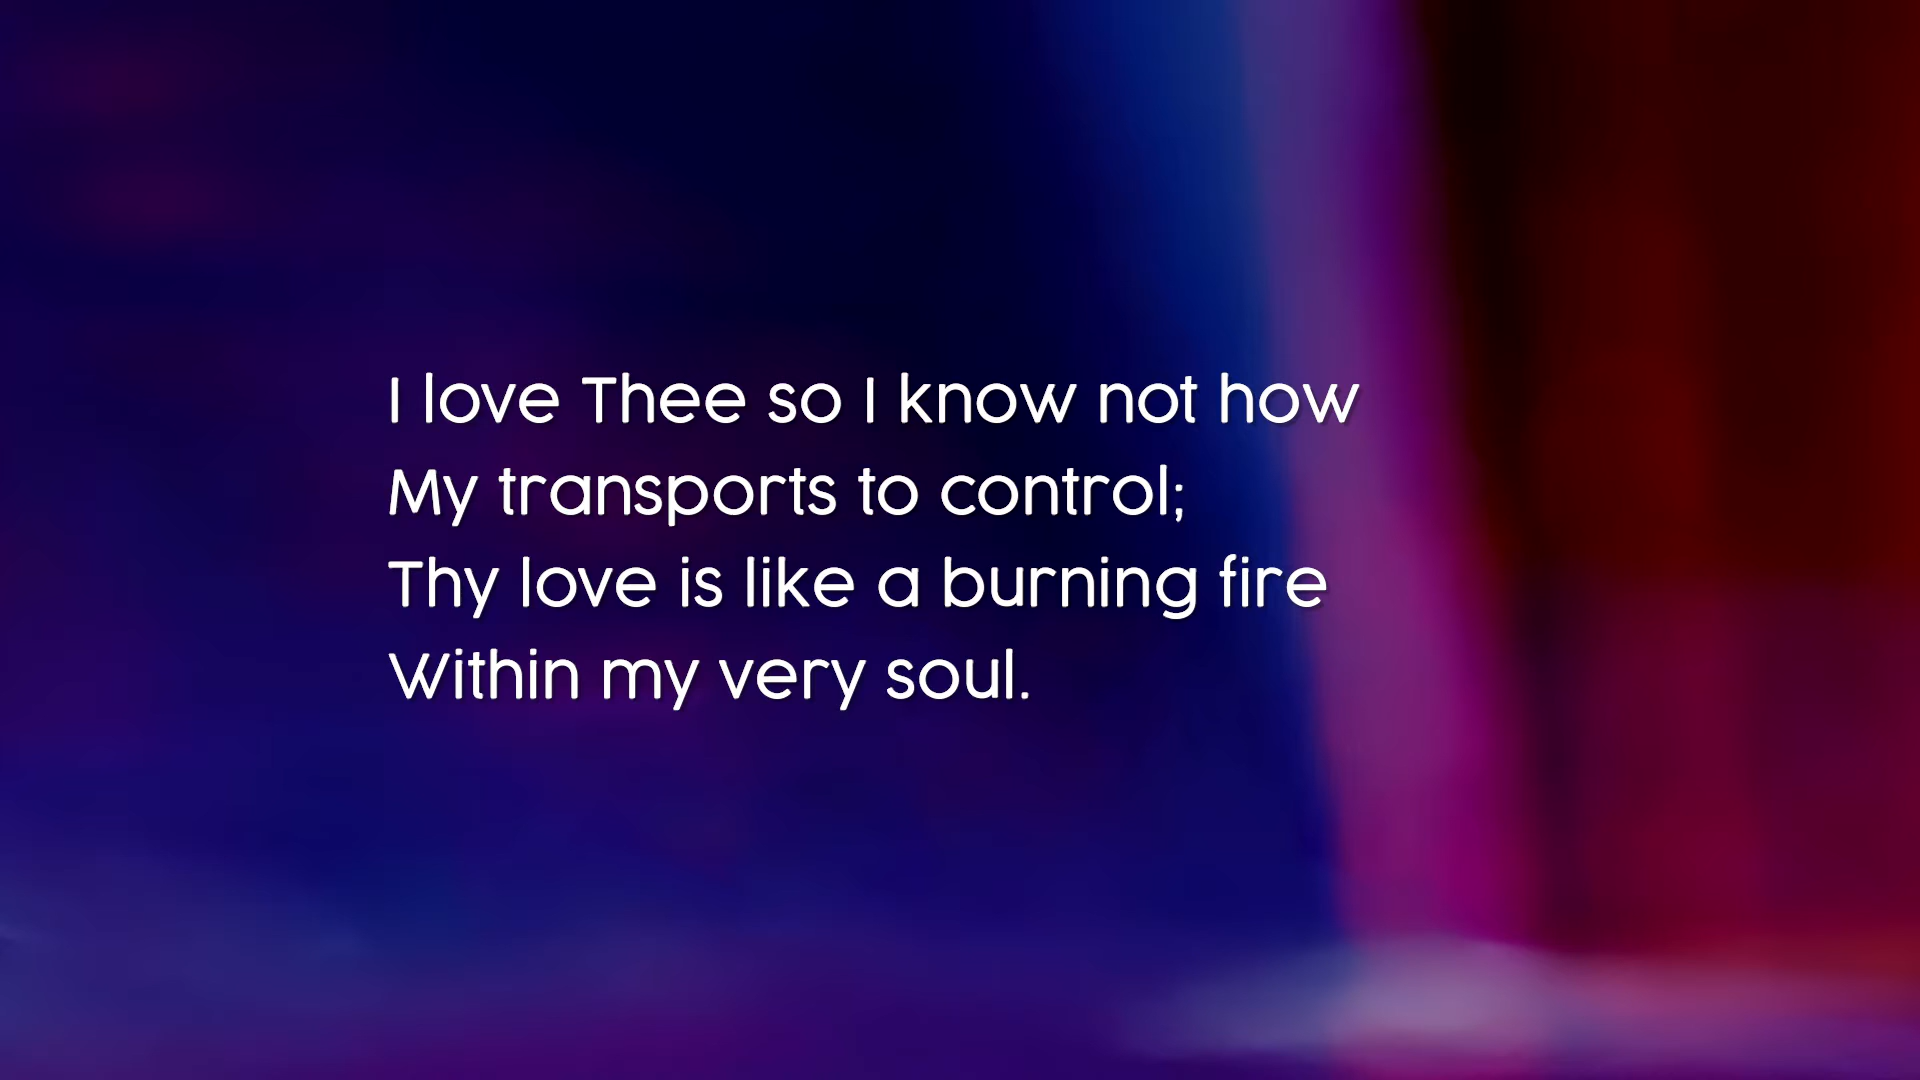 I love Thee so I know not how
My transports to control;
Thy love is like a burning fire
Within my very soul.